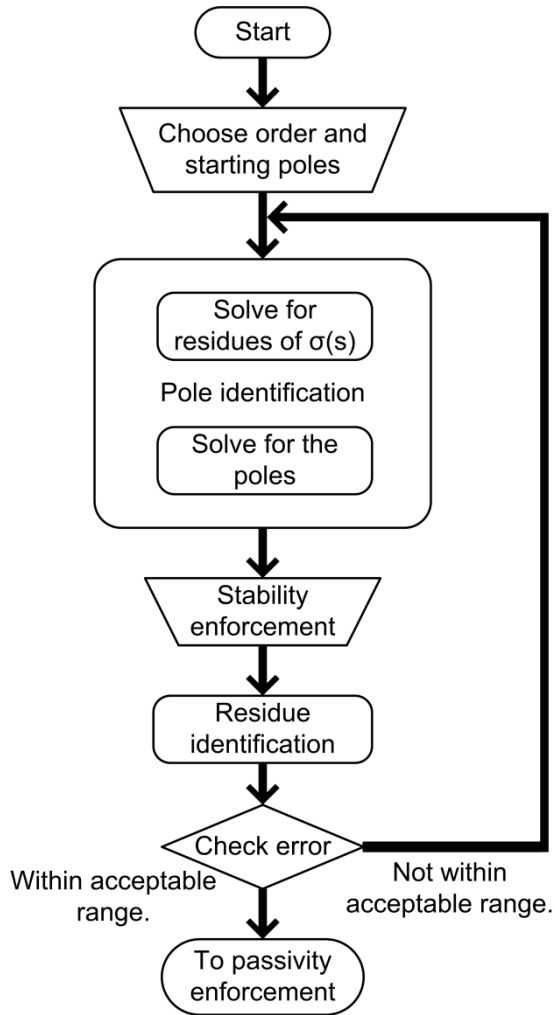 Start
Choose order and
starting poles
Solve for
residues of σ(s)
Pole identification
Solve for the
poles
Stability
enforcement
Residue
identification
Check error
Within acceptable
range.
Not within
acceptable range.
To passivity
enforcement